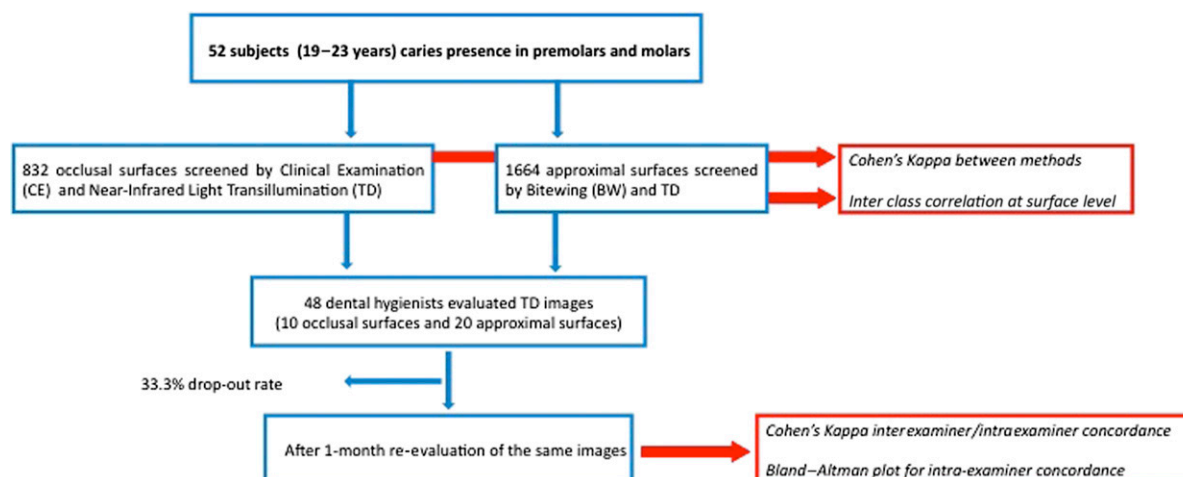 52 subjects (19–23 years) caries presence in premolars and molars
832 occlusal surfaces screened by Clinical Examination
(CE) and Near-Infrared Light Transillumination (TD)
1664 approximal surfaces screened
by Bitewing (BW) and TD
Cohen's Kappa between methods
Inter class correlation at surface level
48 dental hygienists evaluated TD images
(10 occlusal surfaces and 20 approximal surfaces)
33.3% drop-out rate
After 1-month re-evaluation of the same images
Cohen's Kappa interexaminer/intraexaminer concordance
Bland–Altman plot for intra-examiner concordance